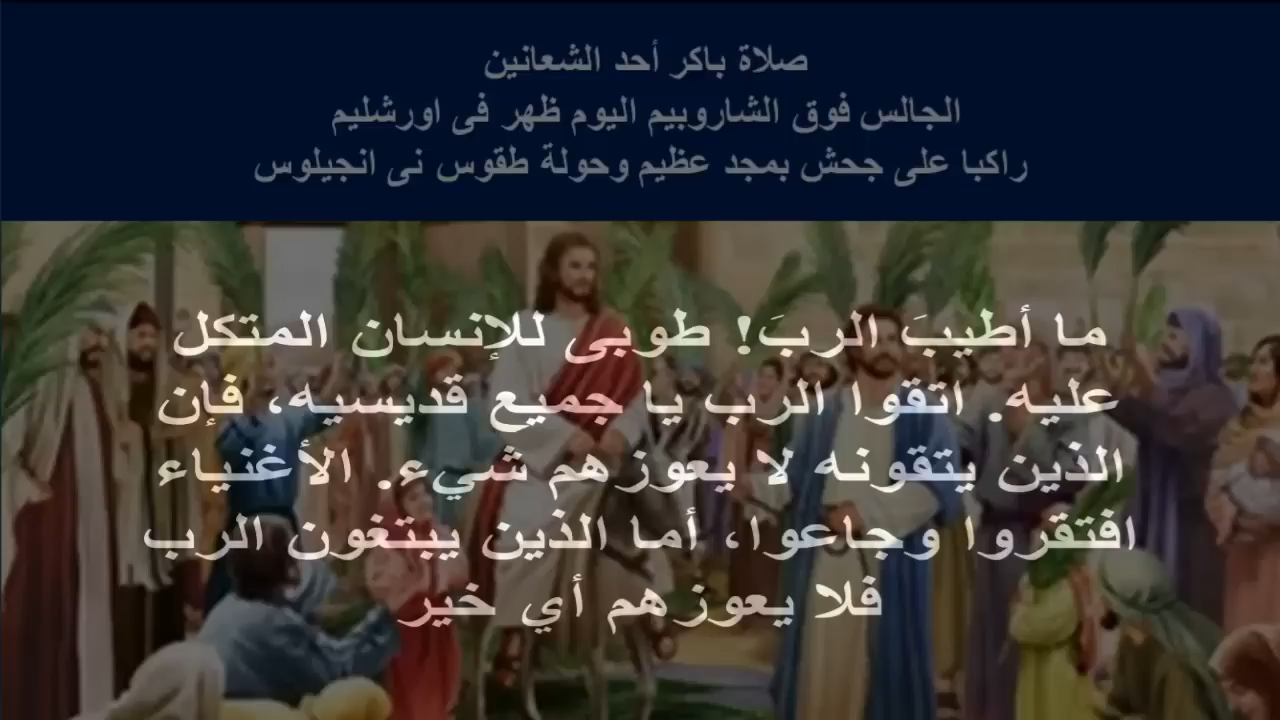 صلاة باكر أحد الشعانين
الجالس فوق الشاروبيم اليوم ظهر فى اورشليم
راكبا على جحش بمجد عظيم وحولة طقوس نى انجيلوس
ما أطيبَ الربَ! طوبى للإنسان المتكل
عليه. اتقوا الرب يا جميع قديسيه، فإن
الذين يتقونه لا يعوزهم شيء. الأغنياء
افتقروا وجاعوا، أما الذين يبتغون الرب
فلا يعوزهم أي خير